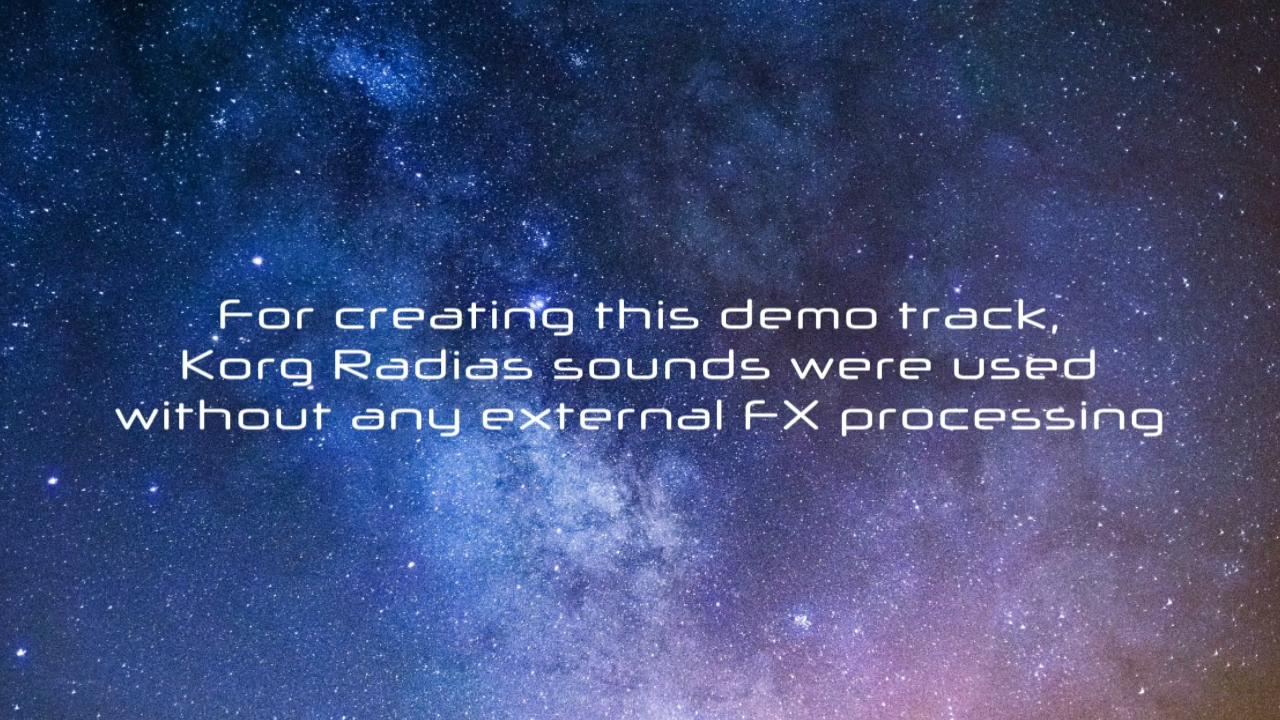 For creating this demo track,
Korg Radias sounds were used
without any external FX processing